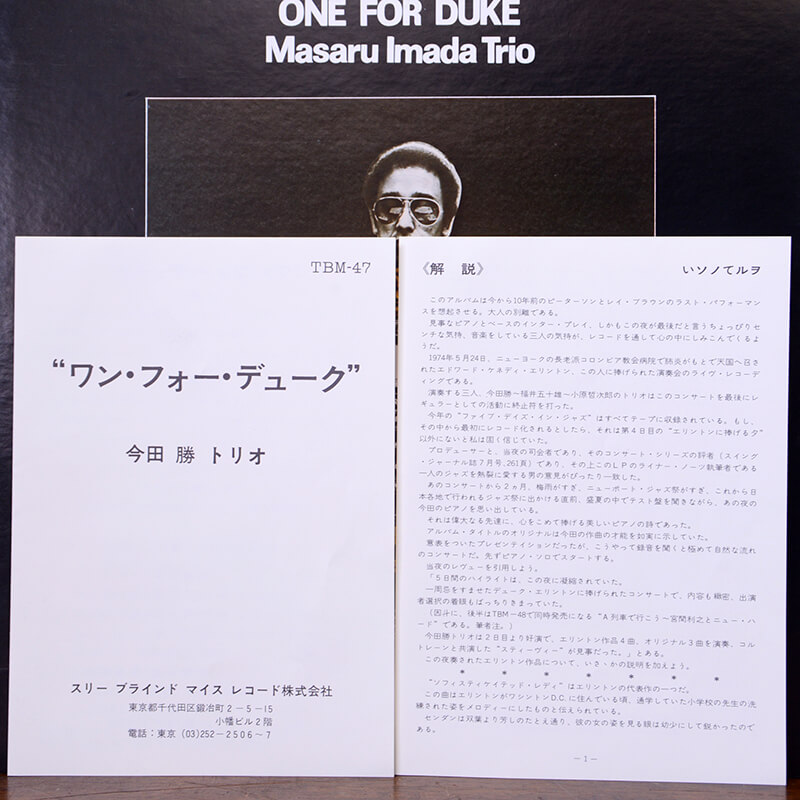 ONE FOR DUKE
Masaru Imada Trio
TBM-47
“ワン・フォー・デューク”
今田 勝 トリオ
スリー ブラインド マイス レコード株式会社
東京都千代田区鍛冶町2−5−15
小幡ビル2階
電話：東京 (03)252−2506〜7
《解 説》 いソノてルヲ
このアルバムは今から10年前のピーターソンとレイ・ブラウンのラスト・パフォーマン
スを想起させる。大人の別離である。
見事なピアノとベースのインター・プレイ、しかもこの夜が最後だと言うちょっぴりセ
ンチな気持、音楽をしている三人の気持が、レコードを通して心の中にしみこんでくるよ
うだ。
1974年5月24日、ニューヨークの長老派コロンビア教会病院で肺炎がもとで天国へ召さ
れたエドワード・ケネディ・エリントン、この人に捧げられた演奏会のライヴ・レコーデ
ィングである。
演奏する三人、今田勝〜福井五十雄〜小原哲次郎のトリオはこのコンサートを最後にレ
ギュラーとしての活動に終止符を打った。
今年の“ファイブ・デイズ・イン・ジャズ”はすべてテープに収録されている。もし、
その中から最初にレコード化されるとしたら、それは第4日目の“エリントンに捧げる夕”
以外にないと私は固く信じていた。
プロデューサーと、当夜の司会者であり、そのコンサート・シリーズの評者（スイング
・ジャーナル誌7月号、261頁）であり、その上このLPのライナー・ノーツ執筆者である
一人のジャズを熱裂に愛する男の意見がぴったり一致した。
あのコンサートから2ヵ月、梅雨がすぎ、ニューポート・ジャズ祭がすぎ、これから日
本各地で行われるジャズ祭に出かける直前、盛夏の中でテスト盤を聞きながら、あの夜の
今田のピアノを思い出している。
それは偉大なる先達に、心をこめて捧げる美しいピアノの詩であった。
アルバム・タイトルのオリジナルは今田の作曲の才能を如実に示していた。
意表をついたプレゼンテイションだったが、こうやって録音を聞くと極めて自然な流れ
のコンサートだ。先ずピアノ・ソロでスタートする。
当夜のレヴューを引用しよう。
「5日間のハイライトは、この夜に凝縮されていた。
一周忌をすませたデューク・エリントンに捧げられたコンサートで、内容も緻密、出演
者選択の着眼もばっちりきまっていた。
（因斗に、後半はTBM−48で同時発売になる“A列車で行こう〜宮間利之とニュー・ハ
ード”である。筆者注。）
今田勝トリオは2日目より好演で、エリントン作品4曲、オリジナル3曲を演奏、コル
トレーンと共演した“スティーヴィー”が見事だった。」とある。
この夜奏されたエリントン作品について、いさゝかの説明を加えよう。
* * * * * * *
“ソフィスティケイテッド・レディ”はエリントンの代表作の一つだ。
この曲はエリントンがワシントンD.C.に住んでいる頃、通学していた小学校の先生の洗
練された姿をメロディーにしたものと伝えられている。
センダンは双葉より芳しのたとえ通り、彼の女の姿を見る眼は幼少にして鋭かったので
ある。
−1−